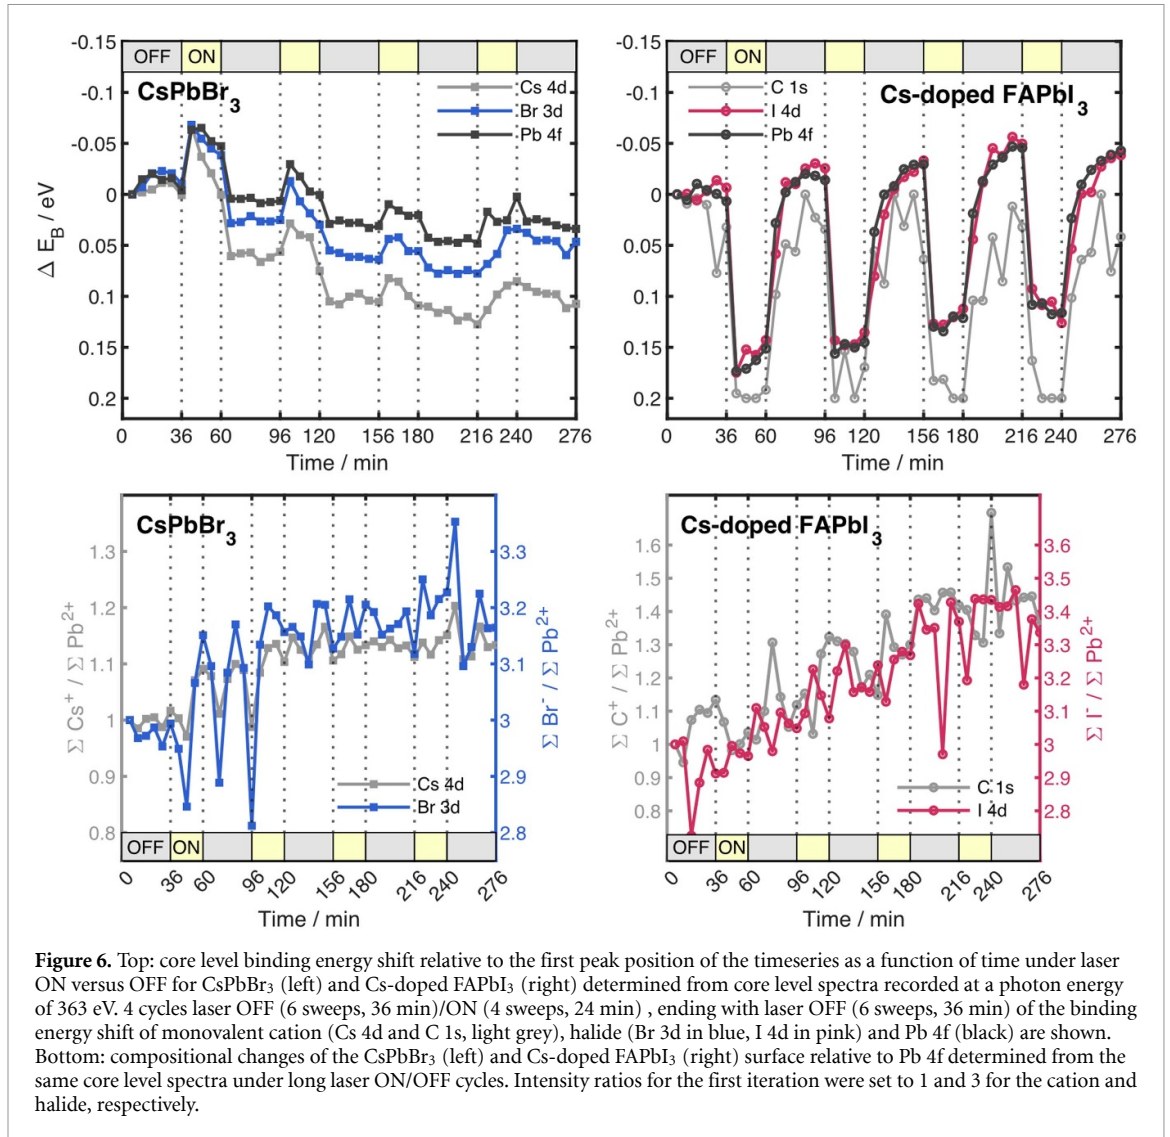 -0.15
-0.1
-0.05
0
0.05
0.1
0.15
0.2
Δ E_B / eV
OFF ON
CsPbBr₃
Cs 4d
Br 3d
Pb 4f
0 36 60 96 120 156 180 216 240 276
Time / min
-0.15
-0.1
-0.05
0
0.05
0.1
0.15
0.2
OFF ON
C 1s
I 4d
Pb 4f
Cs-doped FAPbI₃
0 36 60 96 120 156 180 216 240 276
Time / min
CsPbBr₃
1.3
1.2
1.1
1
0.9
0.8
Σ Cs⁺ / Σ Pb²⁺
3.3
3.2
3.1
3
2.9
2.8
Σ Br⁻ / Σ Pb²⁺
Cs 4d
Br 3d
OFF ON
0 36 60 96 120 156 180 216 240 276
Time / min
Cs-doped FAPbI₃
1.6
1.5
1.4
1.3
1.2
1.1
1
0.9
0.8
Σ C⁺ / Σ Pb²⁺
3.6
3.5
3.4
3.3
3.2
3.1
3
2.9
2.8
Σ I⁻ / Σ Pb²⁺
C 1s
I 4d
OFF ON
0 36 60 96 120 156 180 216 240 276
Time / min
Figure 6. Top: core level binding energy shift relative to the first peak position of the timeseries as a function of time under laser
ON versus OFF for CsPbBr₃ (left) and Cs-doped FAPbI₃ (right) determined from core level spectra recorded at a photon energy
of 363 eV. 4 cycles laser OFF (6 sweeps, 36 min)/ON (4 sweeps, 24 min) , ending with laser OFF (6 sweeps, 36 min) of the binding
energy shift of monovalent cation (Cs 4d and C 1s, light grey), halide (Br 3d in blue, I 4d in pink) and Pb 4f (black) are shown.
Bottom: compositional changes of the CsPbBr₃ (left) and Cs-doped FAPbI₃ (right) surface relative to Pb 4f determined from the
same core level spectra under long laser ON/OFF cycles. Intensity ratios for the first iteration were set to 1 and 3 for the cation and
halide, respectively.